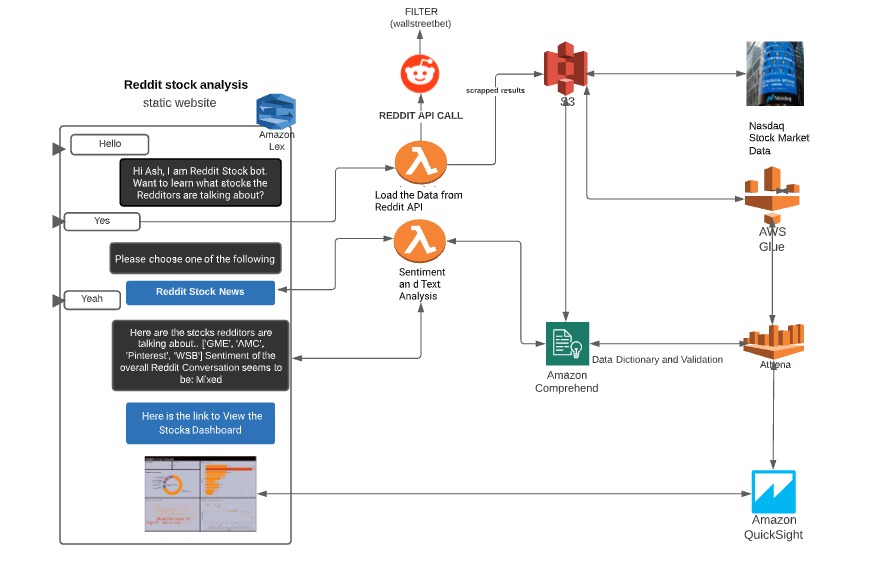 FILTER
(wallstreetbet)
Reddit stock analysis
static website
Amazon
Lex
Hello
Hi Ash, I am Reddit Stock bot.
Want to learn what stocks the
Redditors are talking about?
Yes
Please choose one of the following
Reddit Stock News
Yeah
Here are the stocks redditors are
talking about.. ['GME', 'AMC',
'Pinterest', 'WSB'] Sentiment of the
overall Reddit Conversation seems to
be: Mixed
Here is the link to View the
Stocks Dashboard
REDDIT API CALL
scrapped results
Load the Data from
Reddit API
Sentiment
an d Text
Analysis
S3
Nasdaq
Nasdaq
Stock Market
Data
AWS
Glue
Amazon
Comprehend
Data Dictionary and Validation
Athena
Amazon
QuickSight